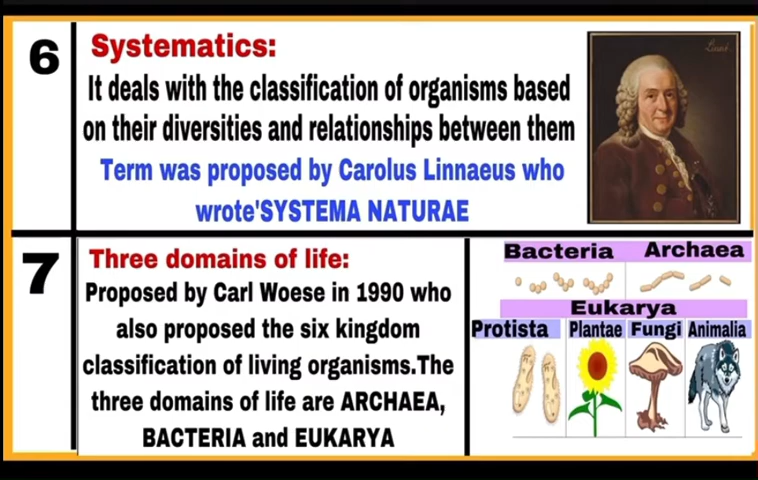 6
Systematics:
It deals with the classification of organisms based
on their diversities and relationships between them
Term was proposed by Carolus Linnaeus who
wrote'SYSTEMA NATURAE
7
Three domains of life:
Proposed by Carl Woese in 1990 who
also proposed the six kingdom
classification of living organisms.The
three domains of life are ARCHAEA,
BACTERIA and EUKARYA
Bacteria Archaea
Eukarya
Protista Plantae Fungi Animalia